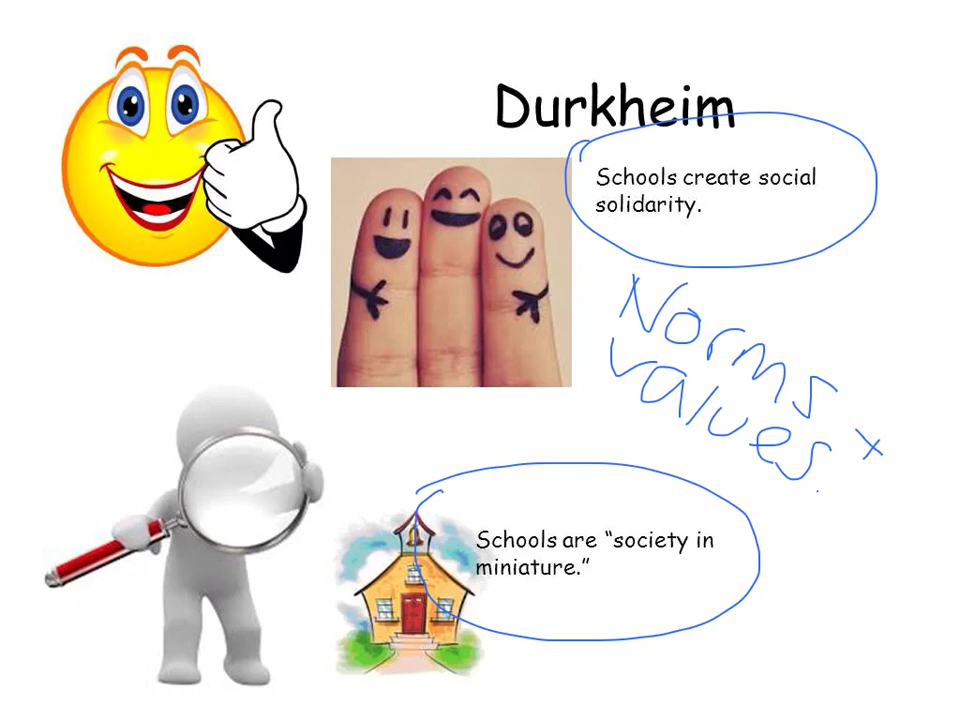 Durkheim
Schools create social
solidarity.
Norms +
values.
Schools are “society in
miniature.”